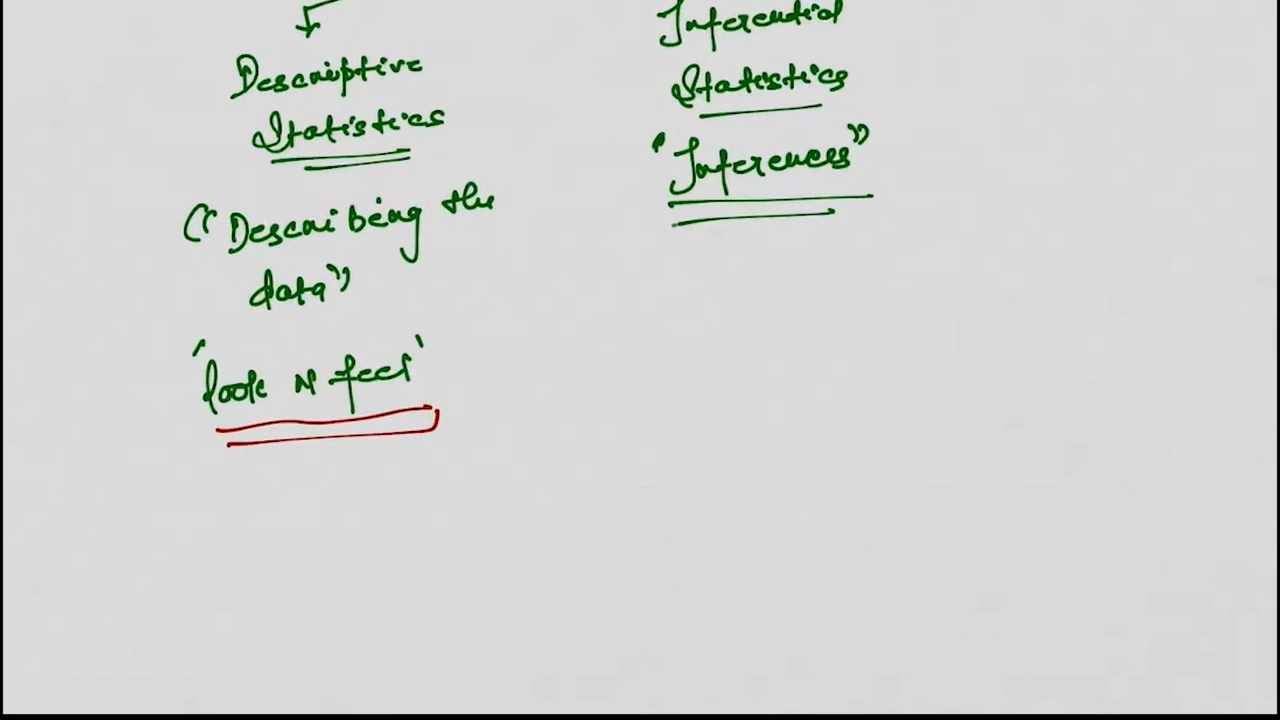 Descriptive
Statistics
"Describing the
data"
'look n feel'
Inferential
Statistics
"Inferences"